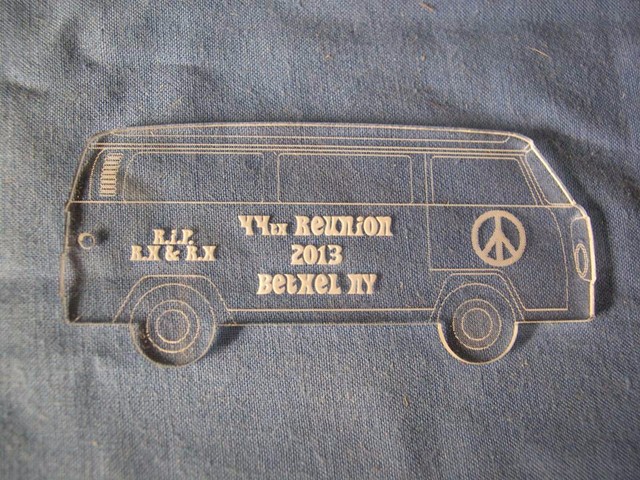 R.i.P.
R.X & R.X
44th Reunion
2013
Bethel NY